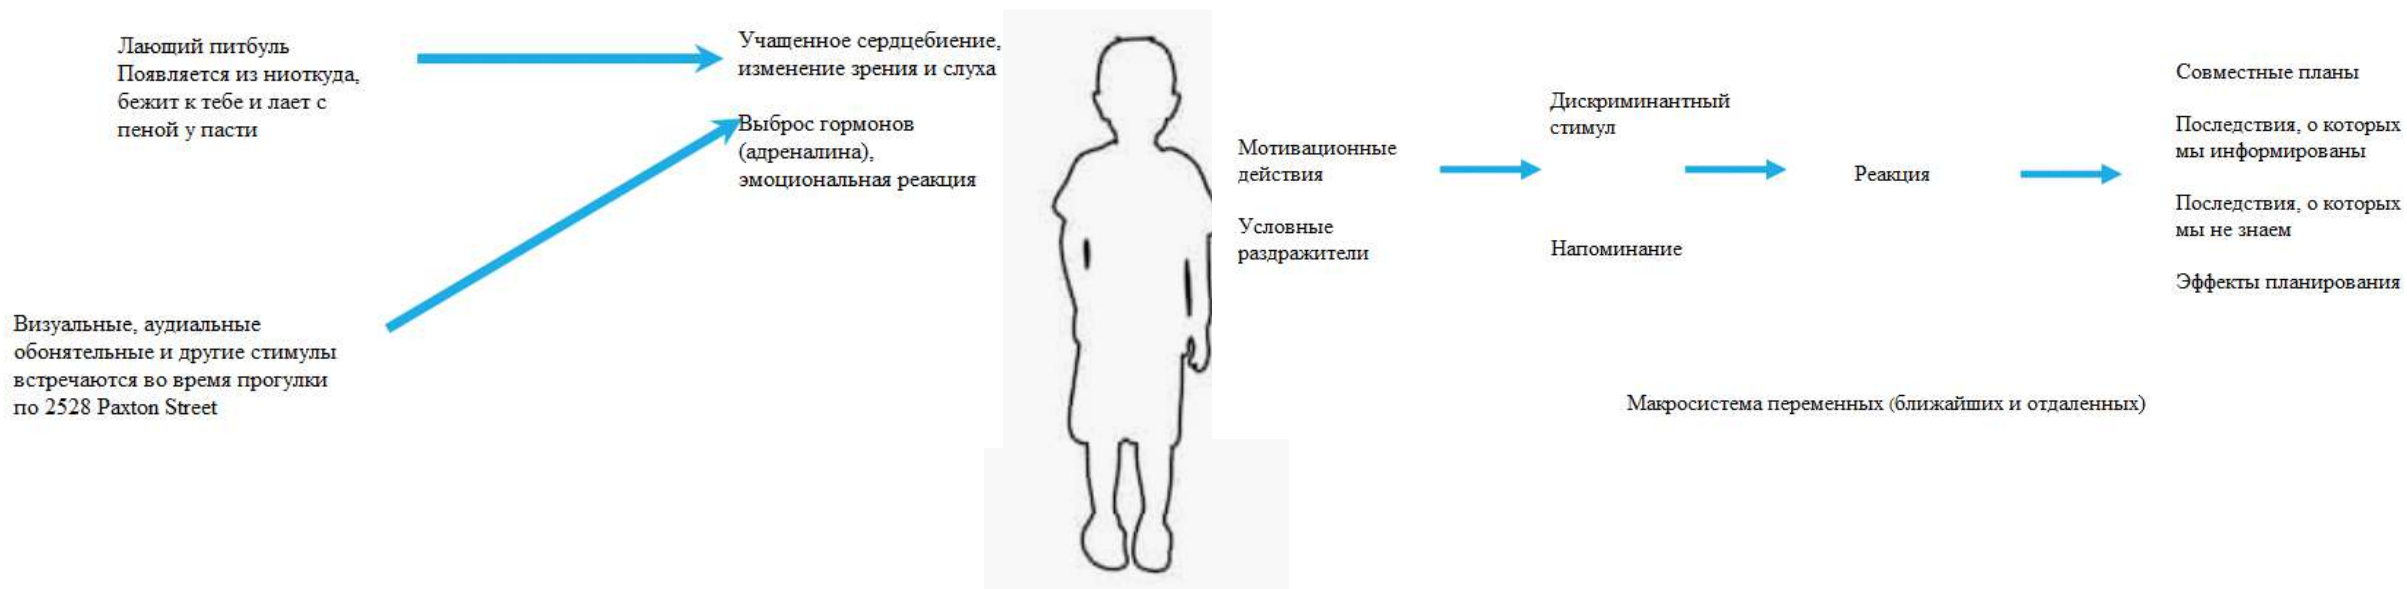 Лающий питбуль
Появляется из ниоткуда,
бежит к тебе и лает с
пеной у пасти
Визуальные, аудиальные
обонятельные и другие стимулы
встречаются во время прогулки
по 2528 Paxton Street
Учащенное сердцебиение,
изменение зрения и слуха
Выброс гормонов
(адреналина),
эмоциональная реакция
Мотивационные
действия
Условные
раздражители
Дискриминантный
стимул
Напоминание
Реакция
Совместные планы
Последствия, о которых
мы информированы
Последствия, о которых
мы не знаем
Эффекты планирования
Макросистема переменных (ближайших и отдаленных)